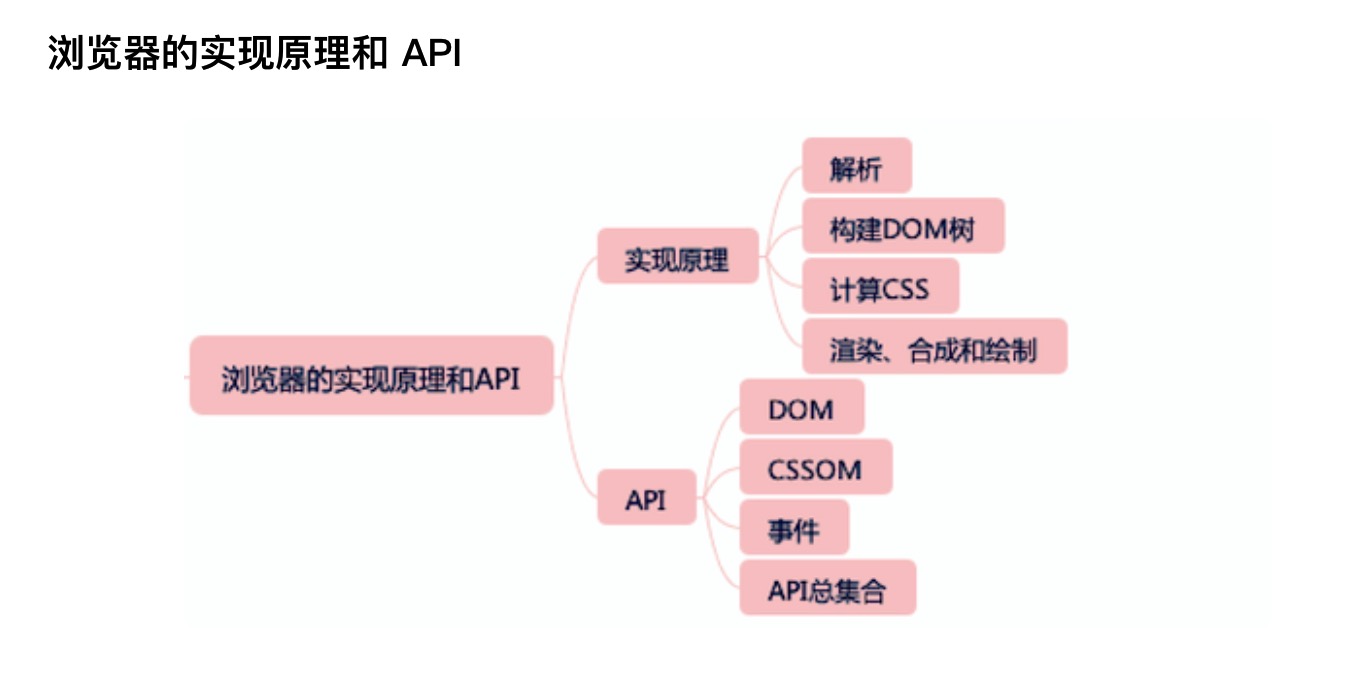 浏览器的实现原理和 API
解析
构建DOM树
实现原理
计算CSS
渲染、合成和绘制
浏览器的实现原理和API
DOM
CSSOM
API
事件
API总集合